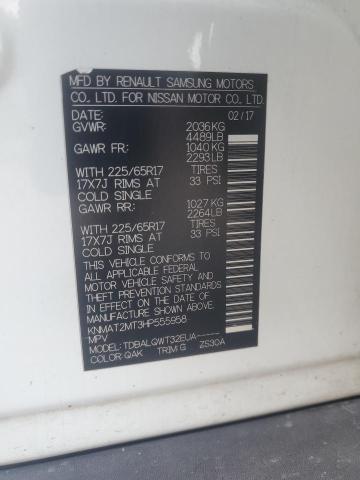 MFD BY RENAULT SAMSUNG MOTORS
CO., LTD. FOR NISSAN MOTOR CO., LTD.
DATE: 02/17
GVWR: 2036KG
4489LB
GAWR FR: 1040 KG
2293LB
WITH 225/65R17 TIRES
17X7J RIMS AT 33 PSI
COLD SINGLE
GAWR RR: 1027 KG
2264LB
WITH 225/65R17 TIRES
17X7J RIMS AT 33 PSI
COLD SINGLE
THIS VEHICLE CONFORMS TO
ALL APPLICABLE FEDERAL
MOTOR VEHICLE SAFETY AND
THEFT PREVENTION STANDARDS
IN EFFECT ON THE DATE OF
MANUFACTURE SHOWN ABOVE.
KNMAT2MT3HP555958
MPV
MODEL: TDBALQWT32EUA-----
COLOR QAK TRIM G ZS30A